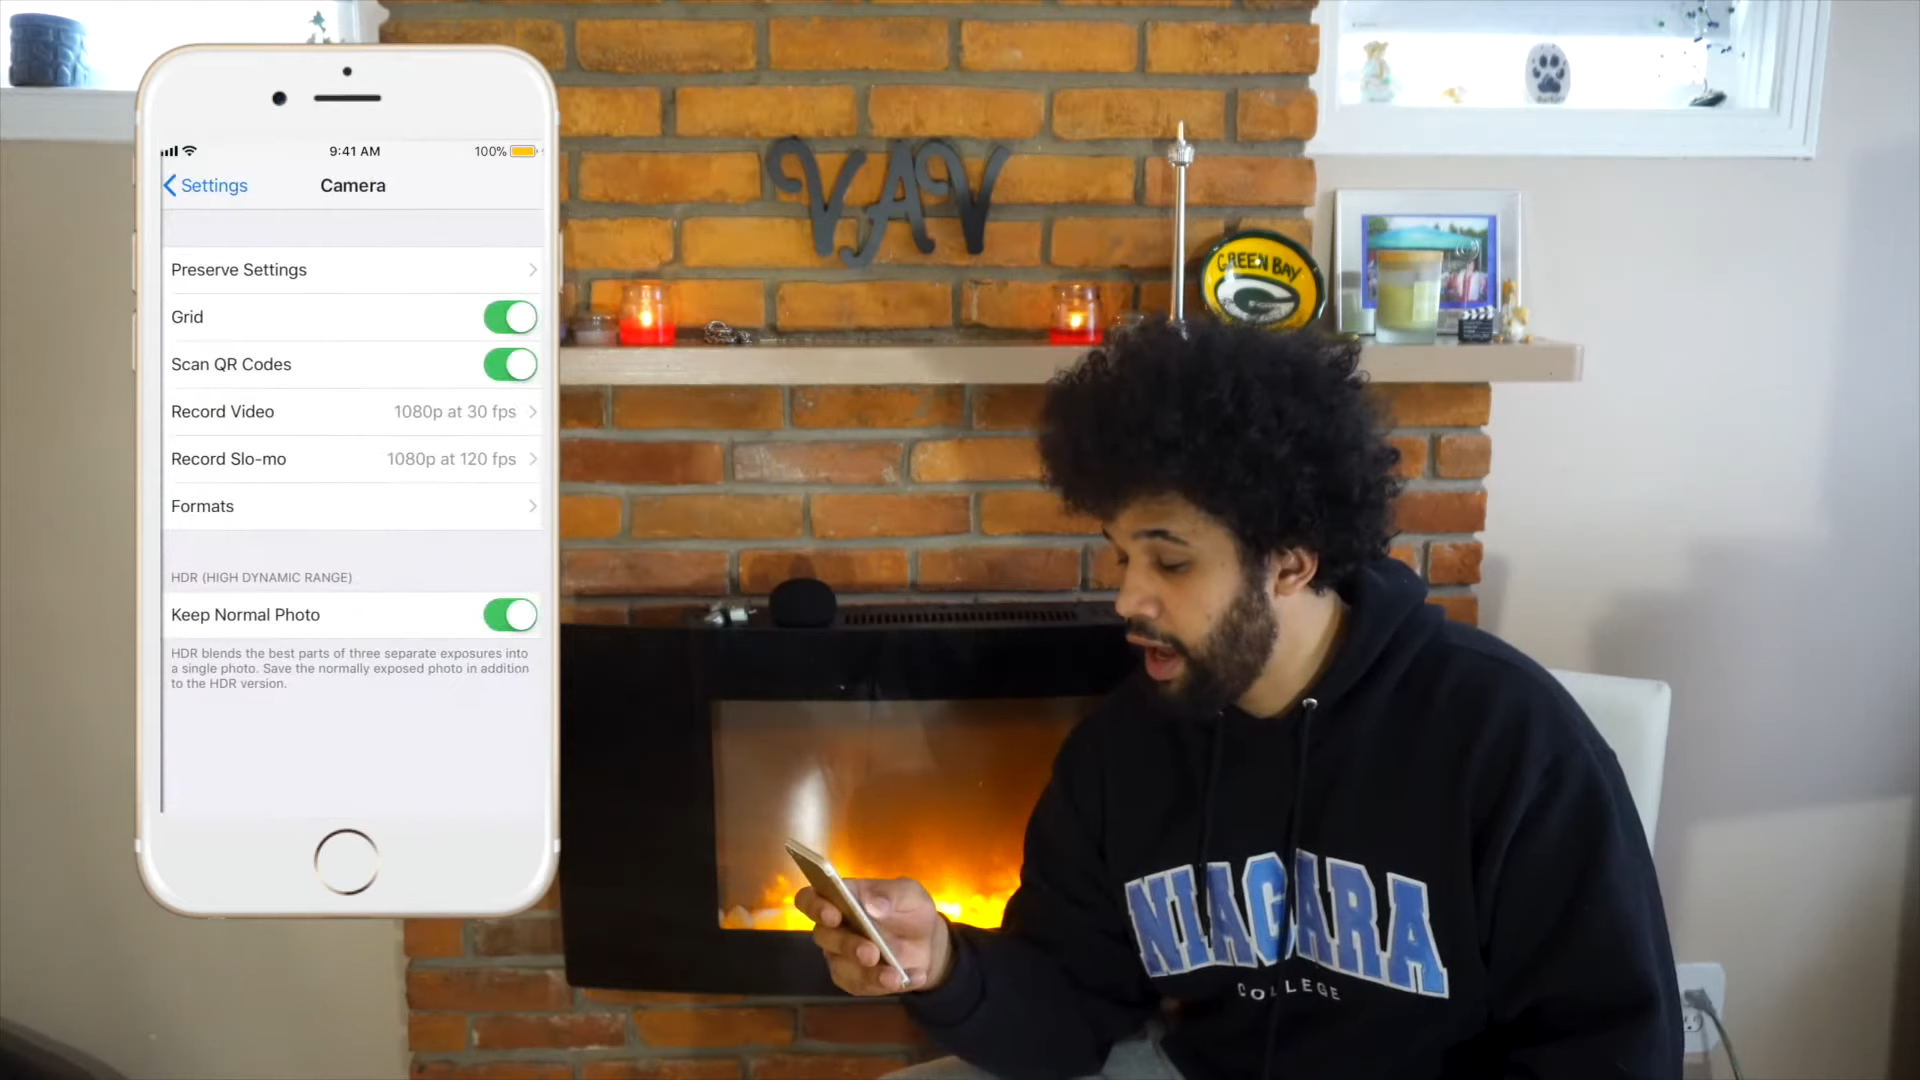 9:41 AM 100%
Settings Camera
Preserve Settings
Grid
Scan QR Codes
Record Video 1080p at 30 fps
Record Slo-mo 1080p at 120 fps
Formats
HDR (HIGH DYNAMIC RANGE)
Keep Normal Photo
HDR blends the best parts of three separate exposures into
a single photo. Save the normally exposed photo in addition
to the HDR version.
VAV
GREEN BAY
G
NIAGARA
COLLEGE